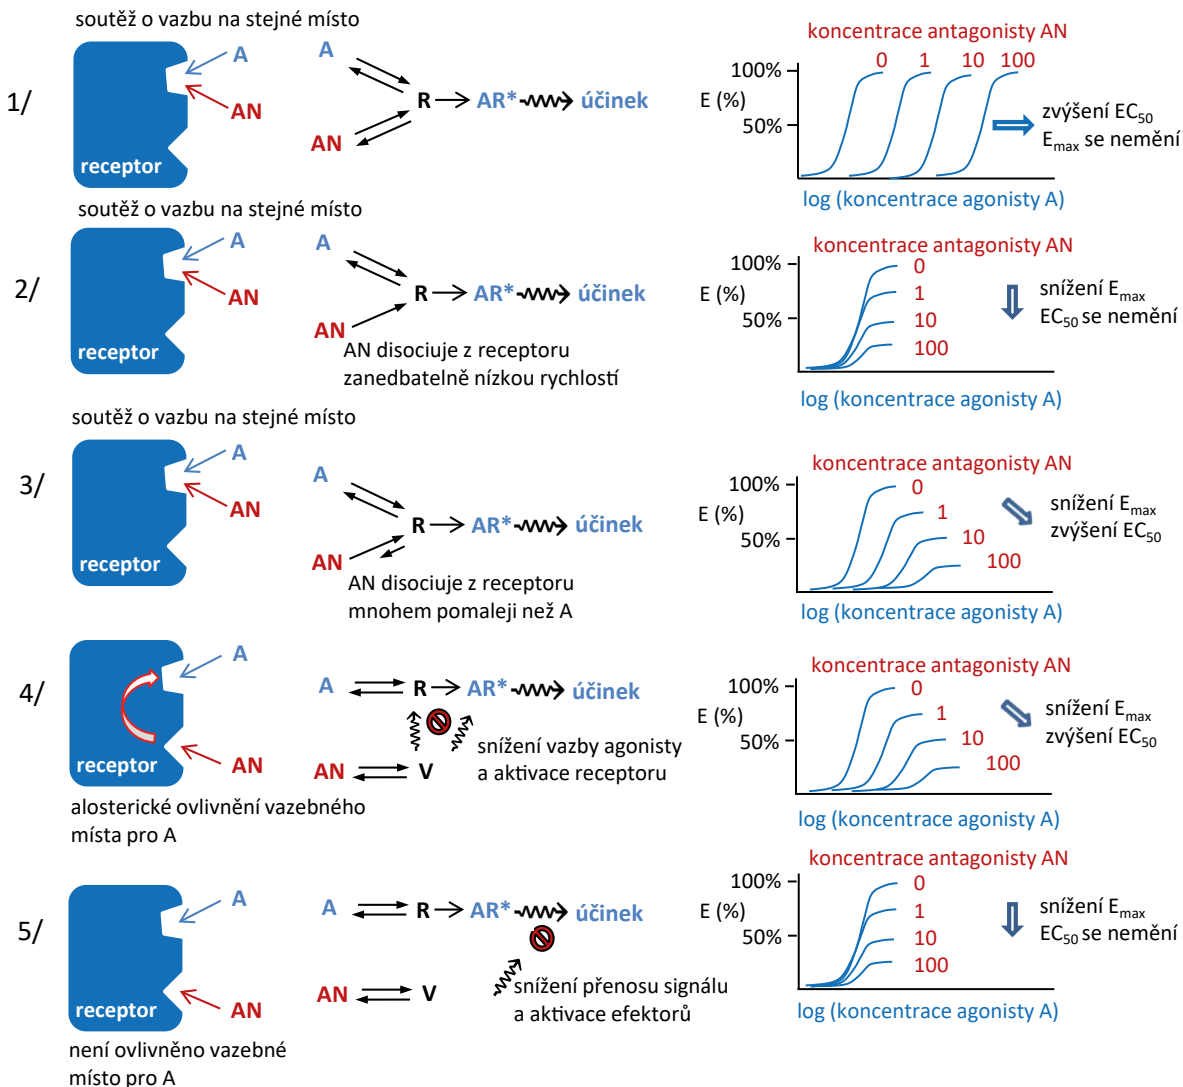 soutěž o vazbu na stejné místo
1/
A
AN
receptor
A
AN
R
AR*
účinek
koncentrace antagonisty AN
0 1 10 100
100%
E (%)
50%
zvýšení EC50
Emax se nemění
log (koncentrace agonisty A)
soutěž o vazbu na stejné místo
2/
A
AN
receptor
A
AN
R
AR*
účinek
AN disociuje z receptoru
zanedbatelně nízkou rychlostí
koncentrace antagonisty AN
100%
E (%)
50%
0
1
10
100
snížení Emax
EC50 se nemění
log (koncentrace agonisty A)
soutěž o vazbu na stejné místo
3/
A
AN
receptor
A
AN
R
AR*
účinek
AN disociuje z receptoru
mnohem pomaleji než A
koncentrace antagonisty AN
100%
E (%)
50%
0
1
10
100
snížení Emax
zvýšení EC50
log (koncentrace agonisty A)
4/
A
receptor
AN
alosterické ovlivnění vazebného
místa pro A
A
R
AR*
účinek
AN
V
snížení vazby agonisty
a aktivace receptoru
koncentrace antagonisty AN
100%
E (%)
50%
0
1
10
100
snížení Emax
zvýšení EC50
log (koncentrace agonisty A)
5/
A
receptor
AN
není ovlivněno vazebné
místo pro A
A
R
AR*
účinek
AN
V
snížení přenosu signálu
a aktivace efektorů
koncentrace antagonisty AN
100%
E (%)
50%
0
1
10
100
snížení Emax
EC50 se nemění
log (koncentrace agonisty A)